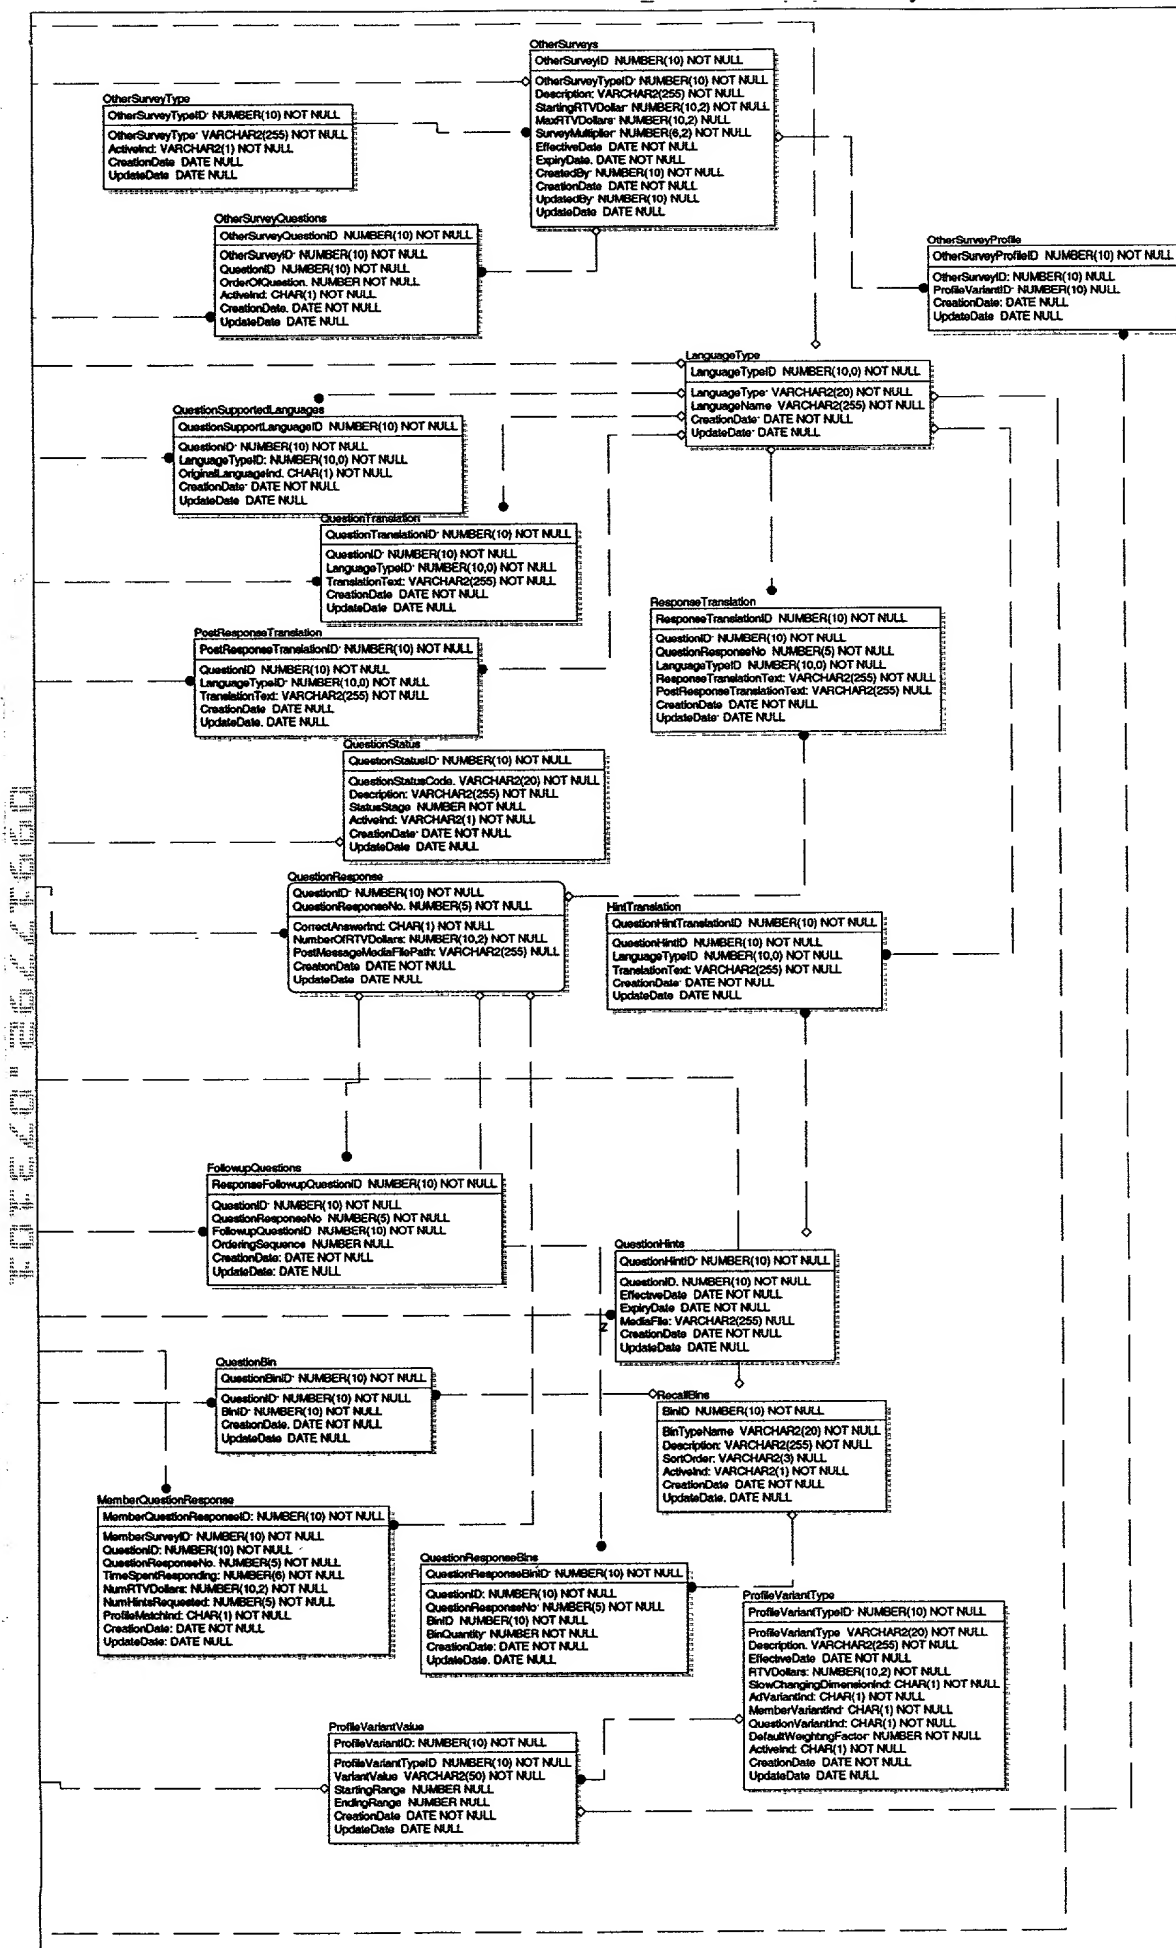 OtherSurveys
OtherSurveyID NUMBER(10) NOT NULL
OtherSurveyTypeID: NUMBER(10) NOT NULL
Description: VARCHAR2(255) NOT NULL
StartingRTVDollar: NUMBER(10,2) NOT NULL
MaxRTVDollars: NUMBER(10,2) NOT NULL
SurveyMultiplier: NUMBER(6,2) NOT NULL
EffectiveDate DATE NOT NULL
ExpiryDate. DATE NOT NULL
CreatedBy: NUMBER(10) NOT NULL
CreationDate DATE NOT NULL
UpdatedBy: NUMBER(10) NOT NULL
UpdateDate DATE NULL
OtherSurveyType
OtherSurveyTypeID: NUMBER(10) NOT NULL
OtherSurveyType: VARCHAR2(255) NOT NULL
ActiveInd: VARCHAR2(1) NOT NULL
CreationDate DATE NULL
UpdateDate DATE NULL
OtherSurveyQuestions
OtherSurveyQuestionID NUMBER(10) NOT NULL
OtherSurveyID: NUMBER(10) NOT NULL
QuestionID NUMBER(10) NOT NULL
OrderOfQuestion. NUMBER NOT NULL
ActiveInd: CHAR(1) NOT NULL
CreationDate. DATE NOT NULL
UpdateDate DATE NULL
OtherSurveyProfile
OtherSurveyProfileID NUMBER(10) NOT NULL
OtherSurveyID: NUMBER(10) NULL
ProfileVariantID: NUMBER(10) NULL
CreationDate: DATE NULL
UpdateDate DATE NULL
LanguageType
LanguageTypeID NUMBER(10,0) NOT NULL
LanguageType: VARCHAR2(20) NOT NULL
LanguageName VARCHAR2(255) NOT NULL
CreationDate: DATE NOT NULL
UpdateDate: DATE NULL
QuestionSupportedLanguages
QuestionSupportLanguageID NUMBER(10) NOT NULL
QuestionID: NUMBER(10) NOT NULL
LanguageTypeID: NUMBER(10,0) NOT NULL
OriginalLanguageInd. CHAR(1) NOT NULL
CreationDate: DATE NOT NULL
UpdateDate DATE NULL
QuestionTranslation
QuestionTranslationID: NUMBER(10) NOT NULL
QuestionID: NUMBER(10) NOT NULL
LanguageTypeID: NUMBER(10,0) NOT NULL
TranslationText: VARCHAR2(255) NOT NULL
CreationDate DATE NOT NULL
UpdateDate DATE NULL
ResponseTranslation
ResponseTranslationID NUMBER(10) NOT NULL
QuestionID: NUMBER(10) NOT NULL
QuestionResponseNo NUMBER(5) NOT NULL
LanguageTypeID NUMBER(10,0) NOT NULL
ResponseTranslationText: VARCHAR2(255) NOT NULL
PostResponseTranslationText: VARCHAR2(255) NULL
CreationDate DATE NOT NULL
UpdateDate: DATE NULL
PostResponseTranslation
PostResponseTranslationID: NUMBER(10) NOT NULL
QuestionID NUMBER(10) NOT NULL
LanguageTypeID: NUMBER(10,0) NOT NULL
TranslationText: VARCHAR2(255) NOT NULL
CreationDate DATE NOT NULL
UpdateDate. DATE NULL
QuestionStatus
QuestionStatusID: NUMBER(10) NOT NULL
QuestionStatusCode. VARCHAR2(20) NOT NULL
Description: VARCHAR2(255) NOT NULL
StatusStage NUMBER NOT NULL
ActiveInd: VARCHAR2(1) NOT NULL
CreationDate: DATE NOT NULL
UpdateDate DATE NULL
QuestionResponse
QuestionID: NUMBER(10) NOT NULL
QuestionResponseNo. NUMBER(5) NOT NULL
CorrectAnswerInd: CHAR(1) NOT NULL
NumberOfRTVDollars: NUMBER(10,2) NOT NULL
PostMessageMediaFilePath: VARCHAR2(255) NULL
CreationDate DATE NOT NULL
UpdateDate DATE NULL
HintTranslation
QuestionHintTranslationID NUMBER(10) NOT NULL
QuestionHintID NUMBER(10) NOT NULL
LanguageTypeID NUMBER(10,0) NOT NULL
TranslationText: VARCHAR2(255) NOT NULL
CreationDate: DATE NOT NULL
UpdateDate DATE NULL
FollowupQuestions
ResponseFollowupQuestionID NUMBER(10) NOT NULL
QuestionID: NUMBER(10) NOT NULL
QuestionResponseNo NUMBER(5) NOT NULL
FollowupQuestionID NUMBER(10) NOT NULL
OrderingSequence NUMBER NULL
CreationDate: DATE NOT NULL
UpdateDate: DATE NULL
QuestionHints
QuestionHintID: NUMBER(10) NOT NULL
QuestionID. NUMBER(10) NOT NULL
EffectiveDate DATE NOT NULL
ExpiryDate DATE NOT NULL
MediaFile: VARCHAR2(255) NULL
CreationDate DATE NOT NULL
UpdateDate DATE NULL
Z
QuestionBin
QuestionBinID: NUMBER(10) NOT NULL
QuestionID: NUMBER(10) NOT NULL
BinID: NUMBER(10) NOT NULL
CreationDate. DATE NOT NULL
UpdateDate DATE NULL
RecallBins
BinID NUMBER(10) NOT NULL
BinTypeName VARCHAR2(20) NOT NULL
Description: VARCHAR2(255) NOT NULL
SortOrder: VARCHAR2(3) NULL
ActiveInd: VARCHAR2(1) NOT NULL
CreationDate DATE NOT NULL
UpdateDate. DATE NULL
MemberQuestionResponse
MemberQuestionResponseID: NUMBER(10) NOT NULL
MemberSurveyID: NUMBER(10) NOT NULL
QuestionID: NUMBER(10) NOT NULL
QuestionResponseNo. NUMBER(5) NOT NULL
TimeSpentResponding: NUMBER(6) NOT NULL
NumRTVDollars: NUMBER(10,2) NOT NULL
NumHintsRequested: NUMBER(5) NOT NULL
ProfileMatchInd: CHAR(1) NOT NULL
CreationDate: DATE NOT NULL
UpdateDate: DATE NULL
QuestionResponseBins
QuestionResponseBinID: NUMBER(10) NOT NULL
QuestionID: NUMBER(10) NOT NULL
QuestionResponseNo: NUMBER(5) NOT NULL
BinID NUMBER(10) NOT NULL
BinQuantity: NUMBER NOT NULL
CreationDate: DATE NOT NULL
UpdateDate. DATE NULL
ProfileVariantType
ProfileVariantTypeID: NUMBER(10) NOT NULL
ProfileVariantType VARCHAR2(20) NOT NULL
Description. VARCHAR2(255) NOT NULL
EffectiveDate DATE NOT NULL
RTVDollars: NUMBER(10,2) NOT NULL
SlowChangingDimensionInd: CHAR(1) NOT NULL
AdVariantInd: CHAR(1) NOT NULL
MemberVariantInd: CHAR(1) NOT NULL
QuestionVariantInd: CHAR(1) NOT NULL
DefaultWeightingFactor: NUMBER NOT NULL
ActiveInd: CHAR(1) NOT NULL
CreationDate DATE NOT NULL
UpdateDate DATE NULL
ProfileVariantValue
ProfileVariantID: NUMBER(10) NOT NULL
ProfileVariantTypeID NUMBER(10) NOT NULL
VariantValue VARCHAR2(50) NOT NULL
StartingRange NUMBER NULL
EndingRange NUMBER NULL
CreationDate DATE NOT NULL
UpdateDate DATE NULL